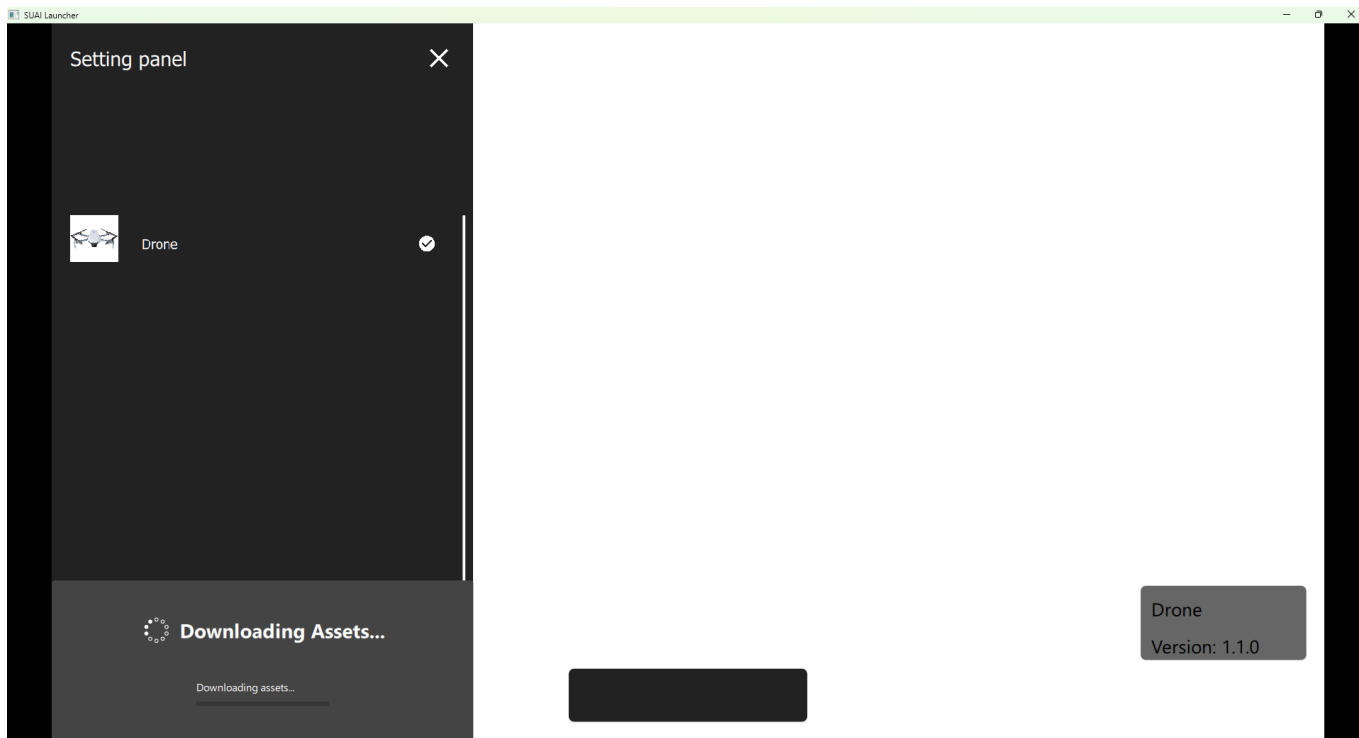 SUAI Launcher
Setting panel
Drone
Downloading Assets...
Downloading assets...
Drone
Version: 1.1.0